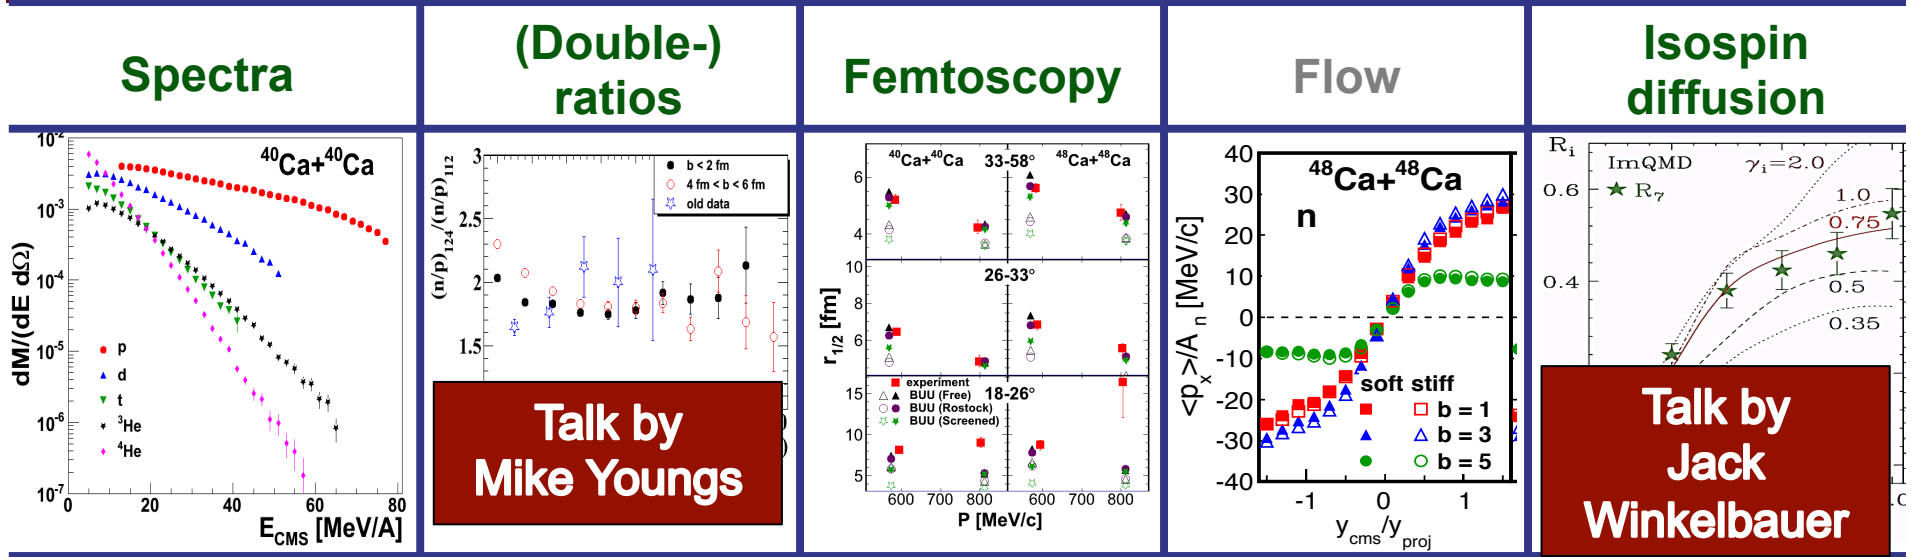 Spectra
(Double-)
ratios
Femtoscopy
Flow
Isospin
diffusion
10⁻²
10⁻³
10⁻⁴
10⁻⁵
10⁻⁶
10⁻⁷
dM/(dE dΩ)
⁴⁰Ca+⁴⁰Ca
p
d
t
³He
⁴He
0 20 40 60 80
E_CMS [MeV/A]
3
2.5
2
1.5
(n/p)₁₂₄/(n/p)₁₁₂
b < 2 fm
4 fm < b < 6 fm
old data
Talk by
Mike Youngs
⁴⁰Ca+⁴⁰Ca 33-58° ⁴⁸Ca+⁴⁸Ca
6
4
10
8
6
4
26-33°
r_1/2 [fm]
15
10
5
experiment
BUU (Free) 18-26°
BUU (Rostock)
BUU (Screened)
600 700 800 600 700 800
P [MeV/c]
40
30
20
10
0
-10
-20
-30
-40
<p_x>/A_n [MeV/c]
⁴⁸Ca+⁴⁸Ca
n
soft stiff
b = 1
b = 3
b = 5
-1 0 1
y_cms/y_proj
R_i
ImQMD γ_i=2.0
R₇
0.6
0.4
1.0
0.75
0.5
0.35
Talk by
Jack
Winkelbauer